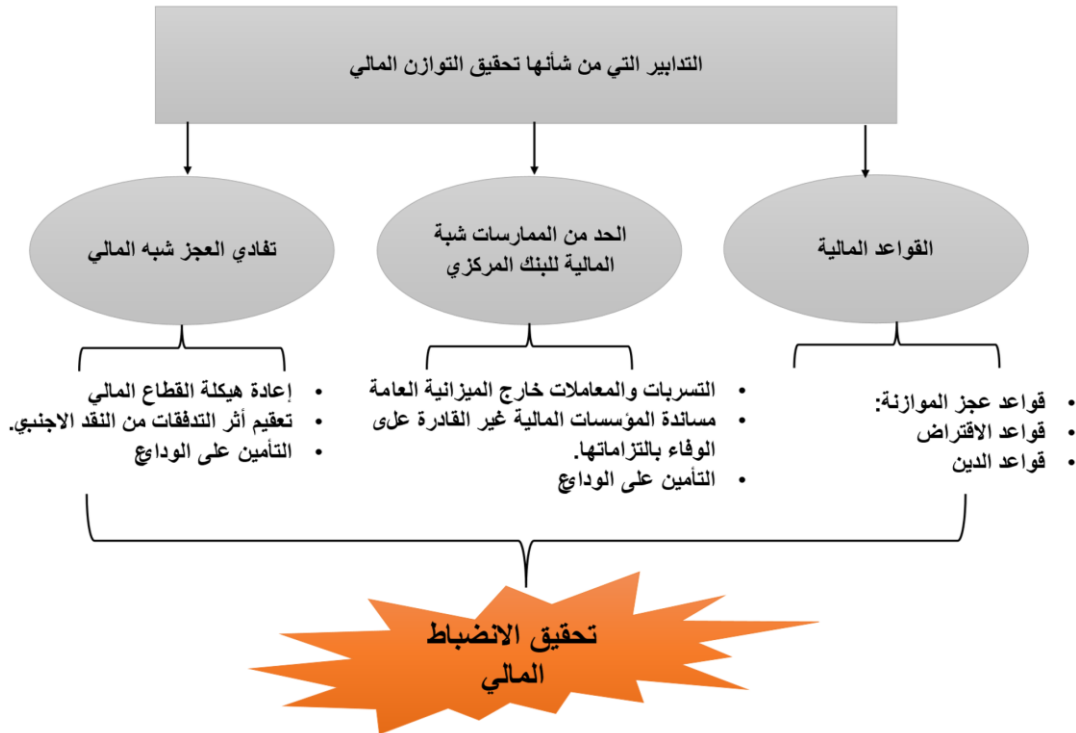 التدابير التي من شأنها تحقيق التوازن المالي
القواعد المالية
الحد من الممارسات شبة
المالية للبنك المركزي
تفادي العجز شبه المالي
• قواعد عجز الموازنة:
• قواعد الاقتراض
• قواعد الدين
• التسربات والمعاملات خارج الميزانية العامة
• مساندة المؤسسات المالية غير القادرة على
الوفاء بالتزاماتها.
• التأمين على الودائع
• إعادة هيكلة القطاع المالي
• تعقيم أثر التدفقات من النقد الاجنبي.
• التأمين على الودائع
تحقيق الانضباط
المالي